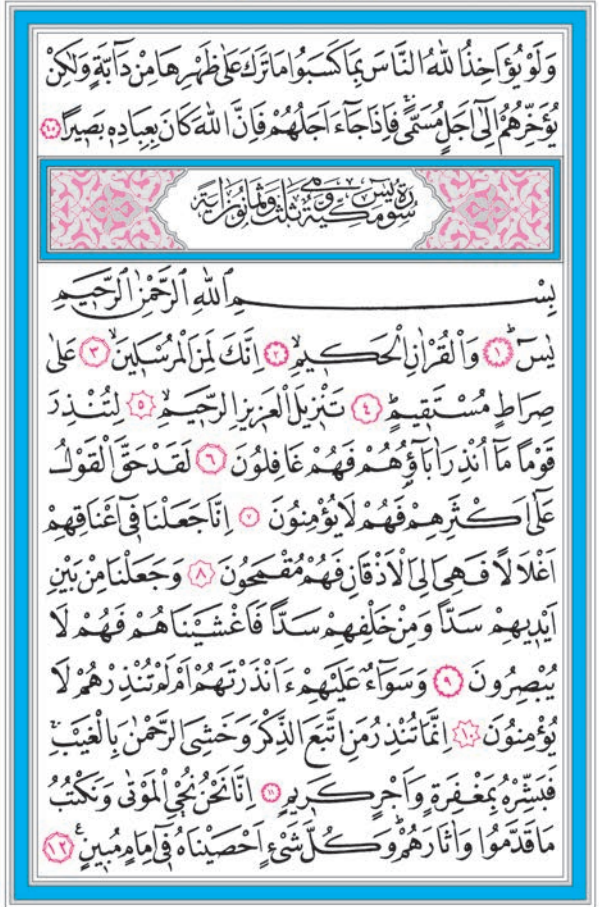 وَلَوْ يُؤَاخِذُ اللّٰهُ النَّاسَ بِمَا كَسَبُوا مَا تَرَكَ عَلٰى ظَهْرِهَا مِنْ دَٓابَّةٍ وَلٰكِنْ
يُؤَخِّرُهُمْ اِلٰٓى اَجَلٍ مُسَمًّىۚ فَاِذَا جَٓاءَ اَجَلُهُمْ فَاِنَّ اللّٰهَ كَانَ بِعِبَادِه۪ بَص۪يرًا ﴿٤٥﴾
سُورَةُ يٰسٓ مَكِّيَّةٌ وَهِىَ ثَلٰثٌ وَثَمَانُونَ اٰيَةً
بِسْمِ اللّٰهِ الرَّحْمٰنِ الرَّح۪يمِ
يٰسٓۜ ﴿١﴾ وَالْقُرْاٰنِ الْحَك۪يمِۙ ﴿٢﴾ اِنَّكَ لَمِنَ الْمُرْسَل۪ينَۙ ﴿٣﴾ عَلٰى
صِرَاطٍ مُسْتَق۪يمٍۜ ﴿٤﴾ تَنْز۪يلَ الْعَز۪يزِ الرَّح۪يمِۙ ﴿٥﴾ لِتُنْذِرَ
قَوْمًا مَٓا اُنْذِرَ اٰبَٓاؤُ۬هُمْ فَهُمْ غَافِلُونَ ﴿٦﴾ لَقَدْ حَقَّ الْقَوْلُ
عَلٰٓى اَكْثَرِهِمْ فَهُمْ لَا يُؤْمِنُونَ ﴿٧﴾ اِنَّا جَعَلْنَا ف۪ٓى اَعْنَاقِهِمْ
اَغْلَالًا فَهِىَ اِلَى الْاَذْقَانِ فَهُمْ مُقْمَحُونَ ﴿٨﴾ وَجَعَلْنَا مِنْ بَيْنِ
اَيْد۪يهِمْ سَدًّا وَمِنْ خَلْفِهِمْ سَدًّا فَاَغْشَيْنَاهُمْ فَهُمْ لَا
يُبْصِرُونَ ﴿٩﴾ وَسَوَٓاءٌ عَلَيْهِمْ ءَاَنْذَرْتَهُمْ اَمْ لَمْ تُنْذِرْهُمْ لَا
يُؤْمِنُونَ ﴿١٠﴾ اِنَّمَا تُنْذِرُ مَنِ اتَّبَعَ الذِّكْرَ وَخَشِىَ الرَّحْمٰنَ بِالْغَيْبِۚ
فَبَشِّرْهُ بِمَغْفِرَةٍ وَاَجْرٍ كَر۪يمٍ ﴿١١﴾ اِنَّا نَحْنُ نُحْيِ الْمَوْتٰى وَنَكْتُبُ
مَا قَدَّمُوا وَاٰثَارَهُمْۜ وَكُلَّ شَىْءٍ اَحْصَيْنَاهُ ف۪ٓى اِمَامٍ مُب۪ينٍ۟ ﴿١٢﴾